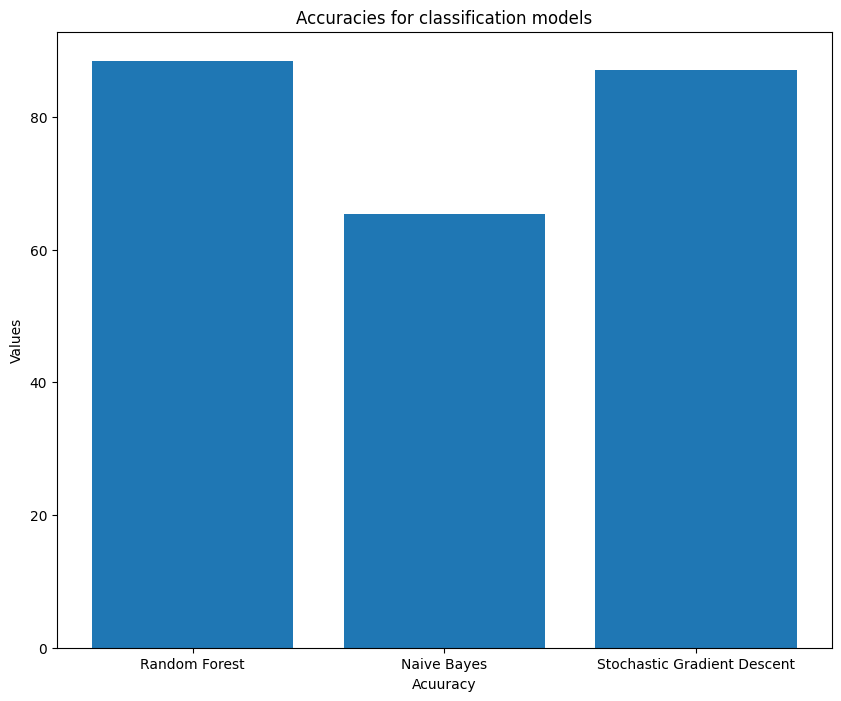 Accuracies for classification models
Values
80
60
40
20
0
Random Forest
Naive Bayes
Stochastic Gradient Descent
Acuuracy